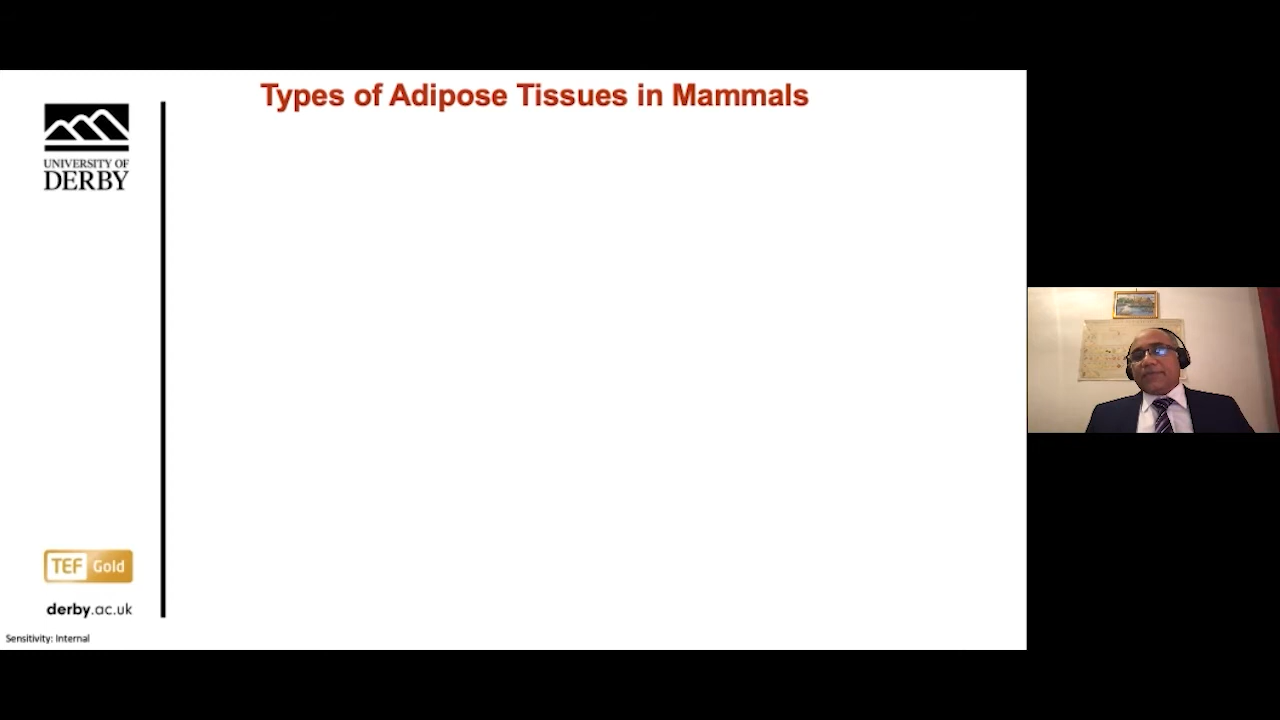 Types of Adipose Tissues in Mammals
UNIVERSITY OF
DERBY
TEF Gold
derby.ac.uk
Sensitivity: Internal